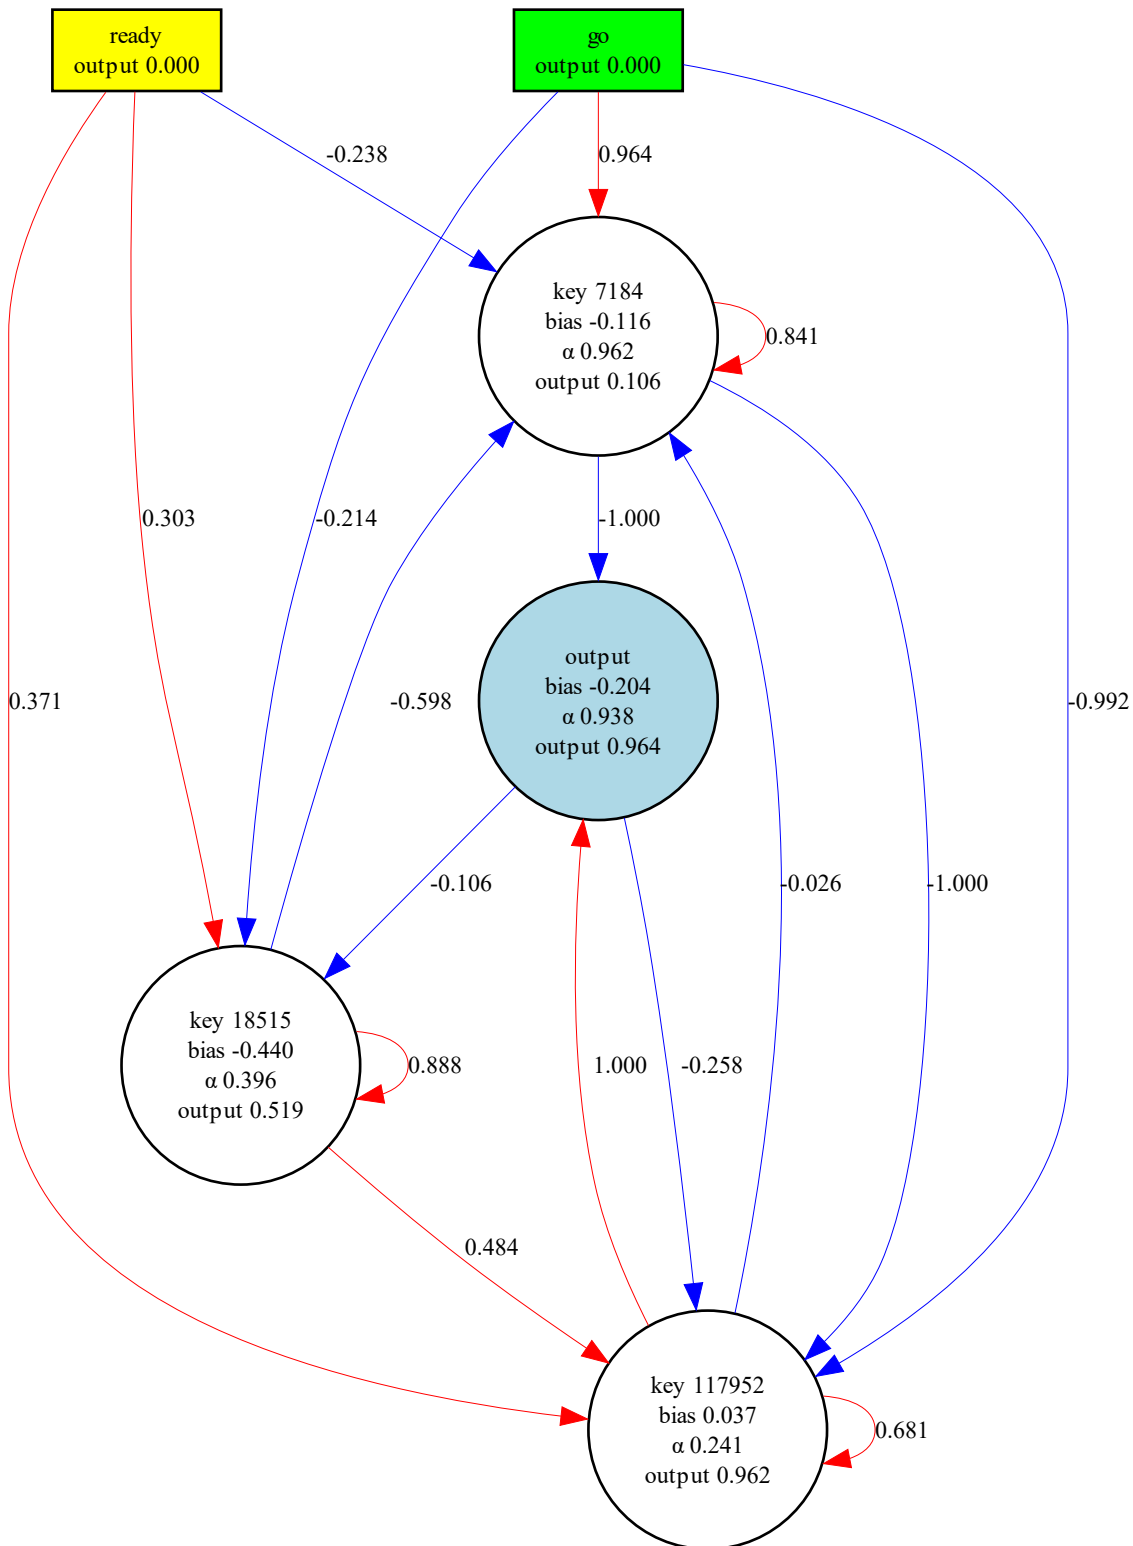 ready
output 0.000
go
output 0.000
-0.238
0.964
key 7184
bias -0.116
α 0.962
output 0.106
0.841
0.303
-0.214
-1.000
output
bias -0.204
α 0.938
output 0.964
0.371
-0.598
-0.992
-0.106
-0.026
-1.000
key 18515
bias -0.440
α 0.396
output 0.519
0.888
1.000
-0.258
0.484
key 117952
bias 0.037
α 0.241
output 0.962
0.681